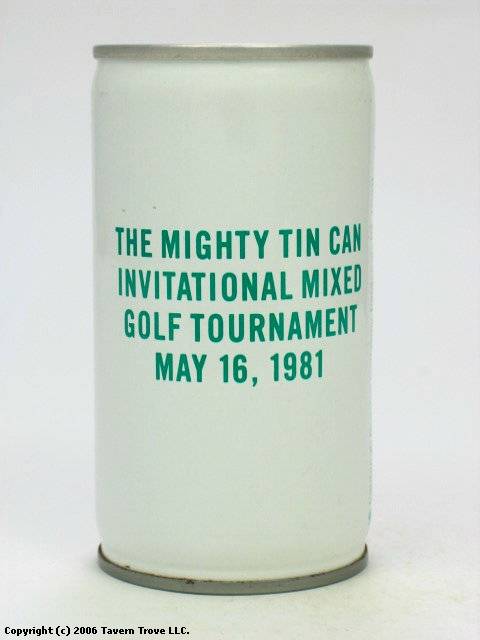 THE MIGHTY TIN CAN
INVITATIONAL MIXED
GOLF TOURNAMENT
MAY 16, 1981
Copyright (c) 2006 Tavern Trove LLC.